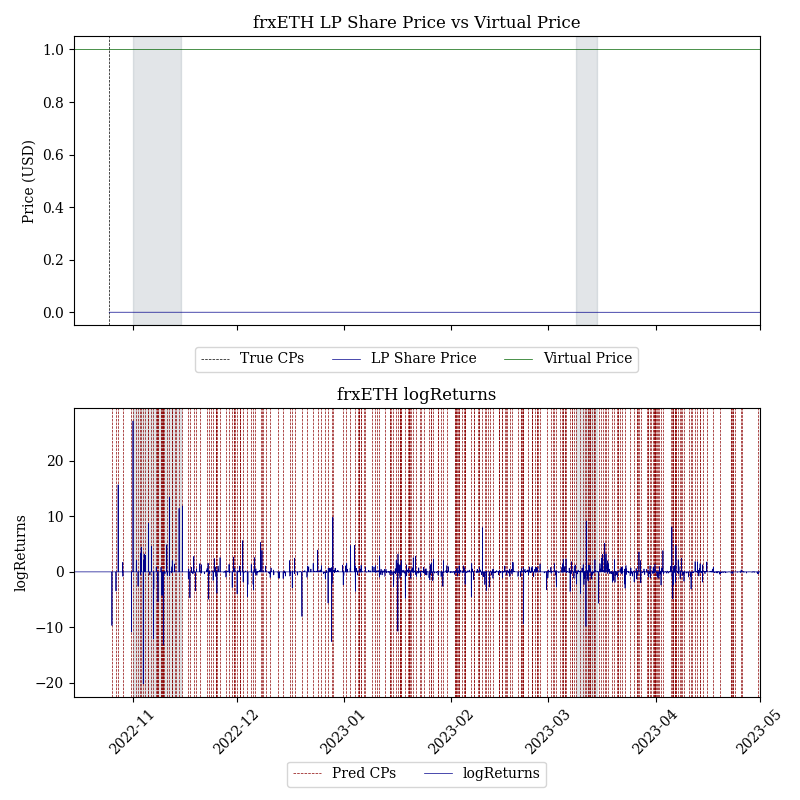 frxETH LP Share Price vs Virtual Price
1.0
0.8
0.6
0.4
0.2
0.0
Price (USD)
True CPs LP Share Price Virtual Price
frxETH logReturns
20
10
0
−10
−20
logReturns
2022-11 2022-12 2023-01 2023-02 2023-03 2023-04 2023-05
Pred CPs logReturns